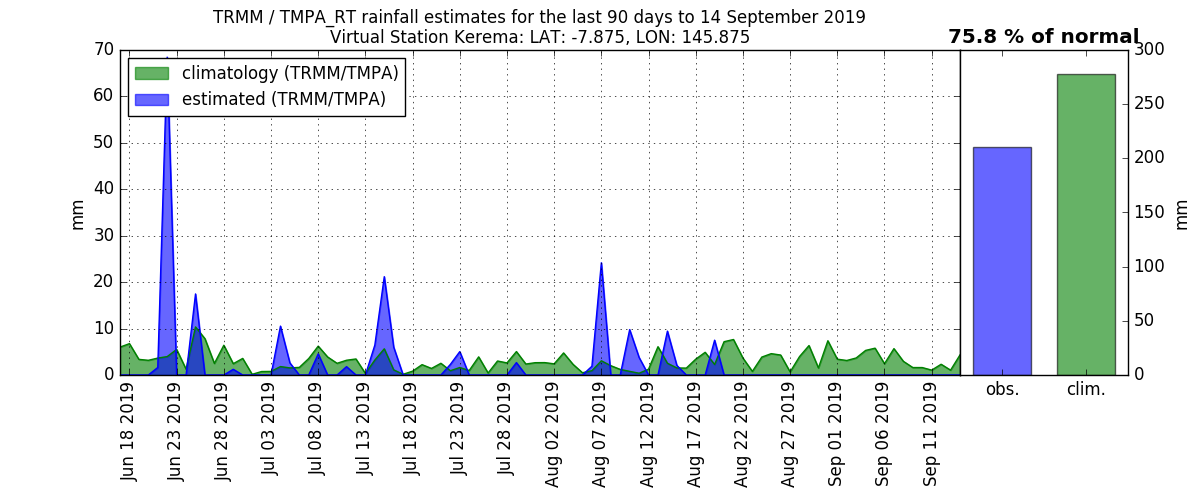 TRMM / TMPA_RT rainfall estimates for the last 90 days to 14 September 2019
Virtual Station Kerema: LAT: -7.875, LON: 145.875
75.8 % of normal
climatology (TRMM/TMPA)
estimated (TRMM/TMPA)
70
60
50
40
30
20
10
0
mm
Jun 18 2019
Jun 23 2019
Jun 28 2019
Jul 03 2019
Jul 08 2019
Jul 13 2019
Jul 18 2019
Jul 23 2019
Jul 28 2019
Aug 02 2019
Aug 07 2019
Aug 12 2019
Aug 17 2019
Aug 22 2019
Aug 27 2019
Sep 01 2019
Sep 06 2019
Sep 11 2019
obs.
clim.
300
250
200
150
100
50
0
mm